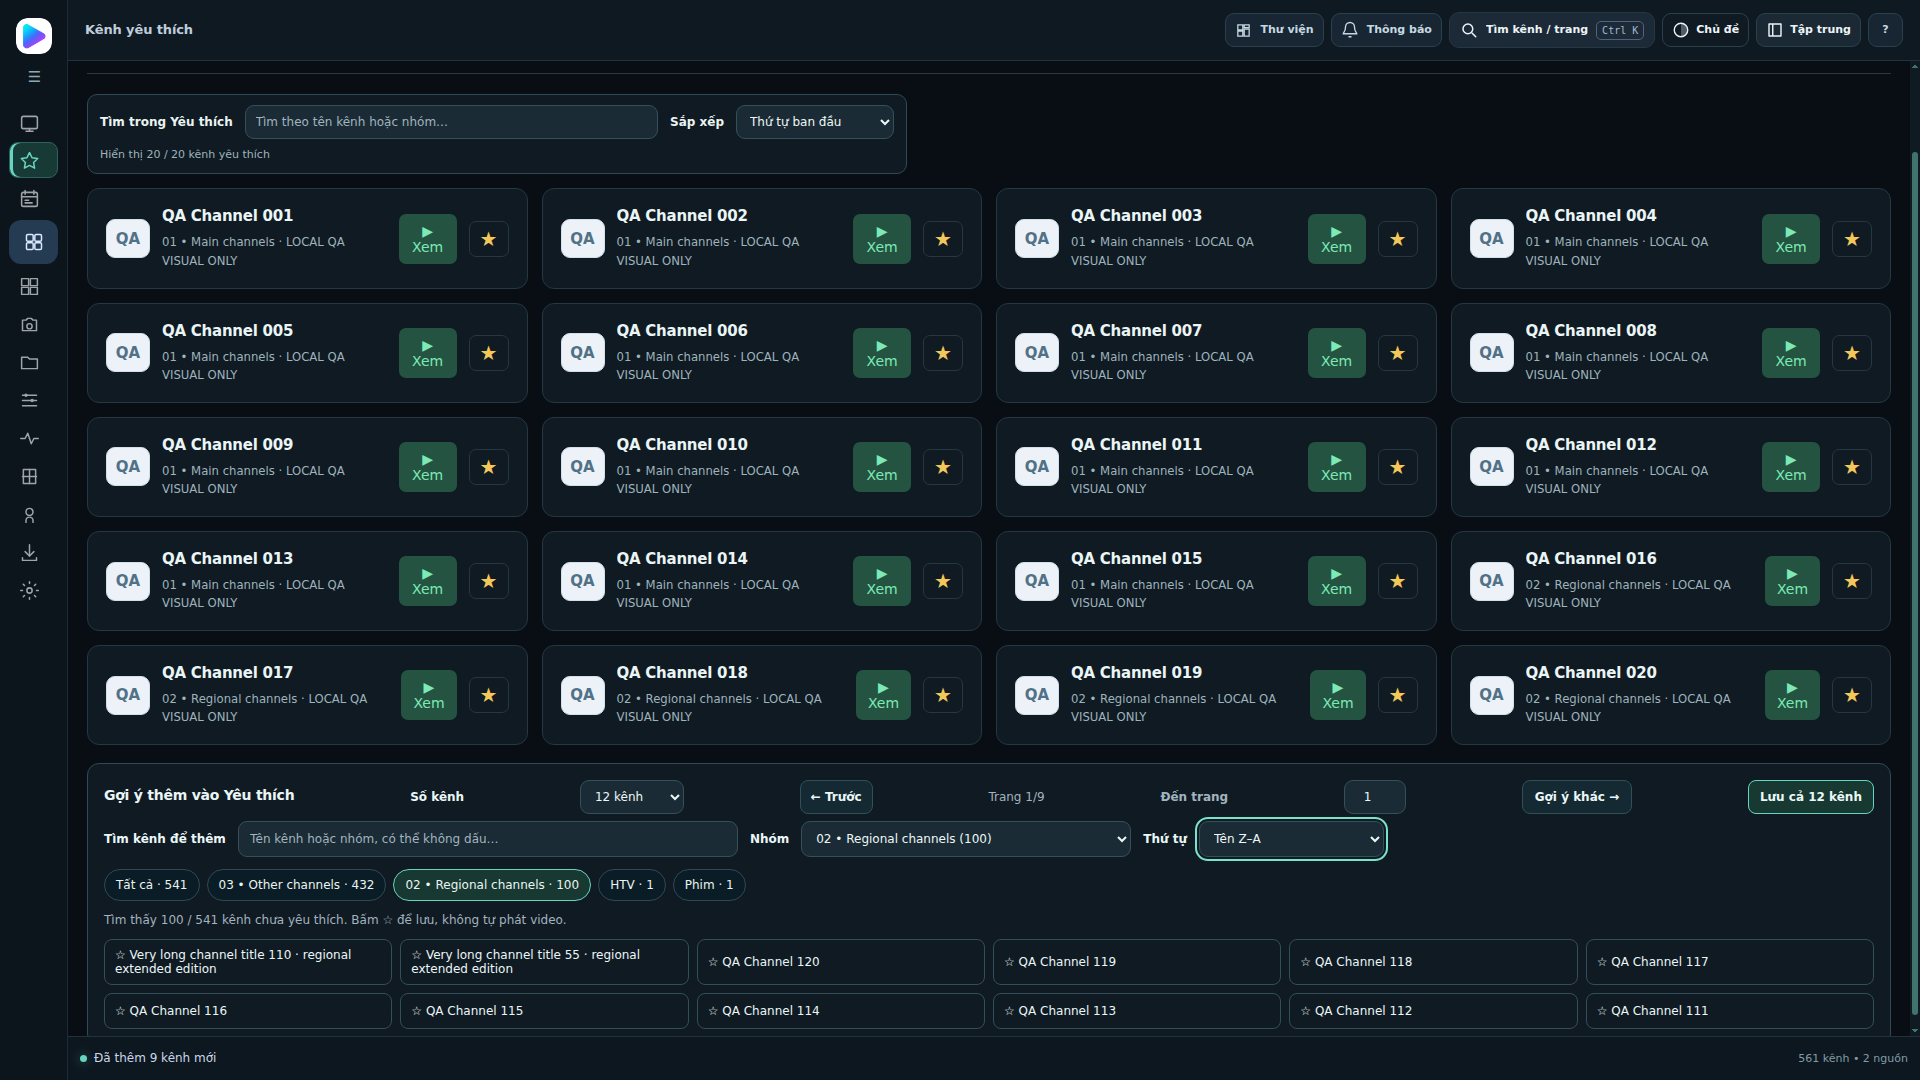 Kênh yêu thích
Thư viện
Thông báo
Tìm kênh / trang Ctrl K
Chủ đề
Tập trung
?
Tìm trong Yêu thích
Tìm theo tên kênh hoặc nhóm...
Sắp xếp
Thứ tự ban đầu
Hiển thị 20 / 20 kênh yêu thích
QA
QA Channel 001
01 • Main channels · LOCAL QA
VISUAL ONLY
▶
Xem
★
QA
QA Channel 002
01 • Main channels · LOCAL QA
VISUAL ONLY
▶
Xem
★
QA
QA Channel 003
01 • Main channels · LOCAL QA
VISUAL ONLY
▶
Xem
★
QA
QA Channel 004
01 • Main channels · LOCAL QA
VISUAL ONLY
▶
Xem
★
QA
QA Channel 005
01 • Main channels · LOCAL QA
VISUAL ONLY
▶
Xem
★
QA
QA Channel 006
01 • Main channels · LOCAL QA
VISUAL ONLY
▶
Xem
★
QA
QA Channel 007
01 • Main channels · LOCAL QA
VISUAL ONLY
▶
Xem
★
QA
QA Channel 008
01 • Main channels · LOCAL QA
VISUAL ONLY
▶
Xem
★
QA
QA Channel 009
01 • Main channels · LOCAL QA
VISUAL ONLY
▶
Xem
★
QA
QA Channel 010
01 • Main channels · LOCAL QA
VISUAL ONLY
▶
Xem
★
QA
QA Channel 011
01 • Main channels · LOCAL QA
VISUAL ONLY
▶
Xem
★
QA
QA Channel 012
01 • Main channels · LOCAL QA
VISUAL ONLY
▶
Xem
★
QA
QA Channel 013
01 • Main channels · LOCAL QA
VISUAL ONLY
▶
Xem
★
QA
QA Channel 014
01 • Main channels · LOCAL QA
VISUAL ONLY
▶
Xem
★
QA
QA Channel 015
01 • Main channels · LOCAL QA
VISUAL ONLY
▶
Xem
★
QA
QA Channel 016
02 • Regional channels · LOCAL QA
VISUAL ONLY
▶
Xem
★
QA
QA Channel 017
02 • Regional channels · LOCAL QA
VISUAL ONLY
▶
Xem
★
QA
QA Channel 018
02 • Regional channels · LOCAL QA
VISUAL ONLY
▶
Xem
★
QA
QA Channel 019
02 • Regional channels · LOCAL QA
VISUAL ONLY
▶
Xem
★
QA
QA Channel 020
02 • Regional channels · LOCAL QA
VISUAL ONLY
▶
Xem
★
Gợi ý thêm vào Yêu thích
Số kênh
12 kênh
← Trước
Trang 1/9
Đến trang
1
Gợi ý khác →
Lưu cả 12 kênh
Tìm kênh để thêm
Tên kênh hoặc nhóm, có thể không dấu...
Nhóm
02 • Regional channels (100)
Thứ tự
Tên Z–A
Tất cả · 541
03 • Other channels · 432
02 • Regional channels · 100
HTV · 1
Phim · 1
Tìm thấy 100 / 541 kênh chưa yêu thích. Bấm ☆ để lưu, không tự phát video.
☆ Very long channel title 110 · regional
extended edition
☆ Very long channel title 55 · regional
extended edition
☆ QA Channel 120
☆ QA Channel 119
☆ QA Channel 118
☆ QA Channel 117
☆ QA Channel 116
☆ QA Channel 115
☆ QA Channel 114
☆ QA Channel 113
☆ QA Channel 112
☆ QA Channel 111
Đã thêm 9 kênh mới
561 kênh • 2 nguồn